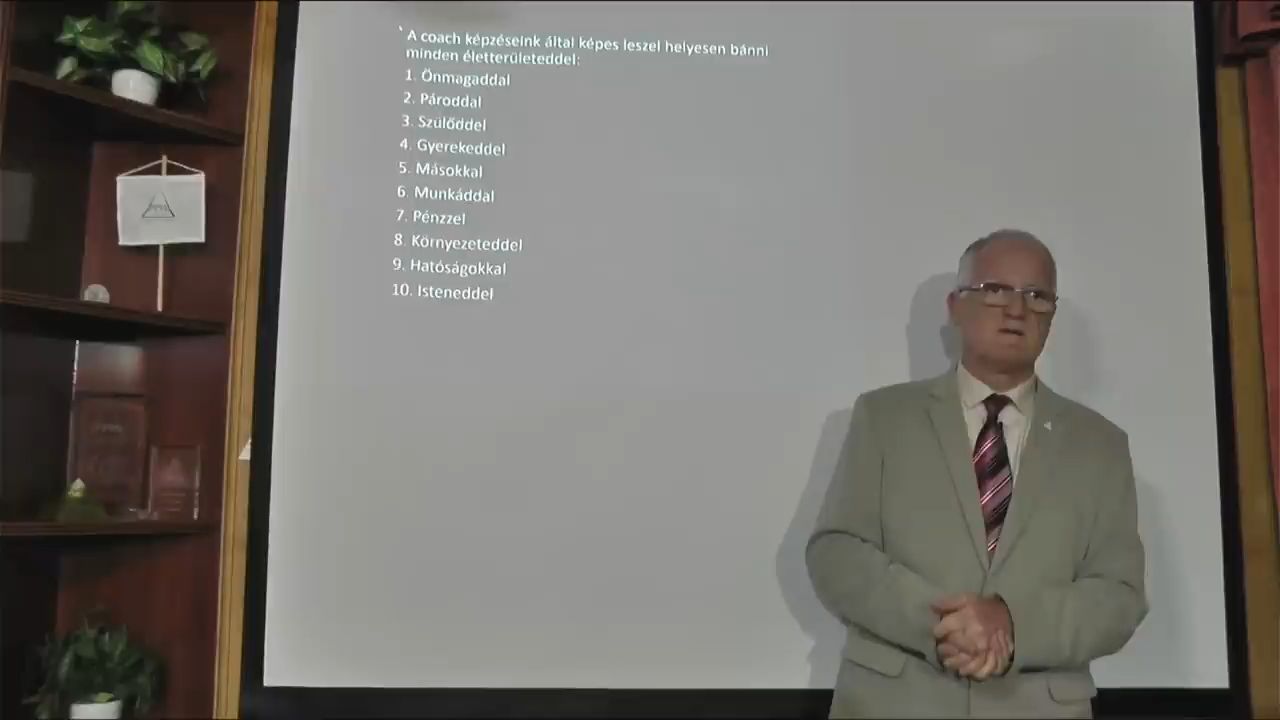 A coach képzéseink által képes leszel helyesen bánni
minden életterületeddel:
1. Önmagaddal
2. Pároddal
3. Szülőddel
4. Gyerekeddel
5. Másokkal
6. Munkáddal
7. Pénzzel
8. Környezeteddel
9. Hatóságokkal
10. Isteneddel